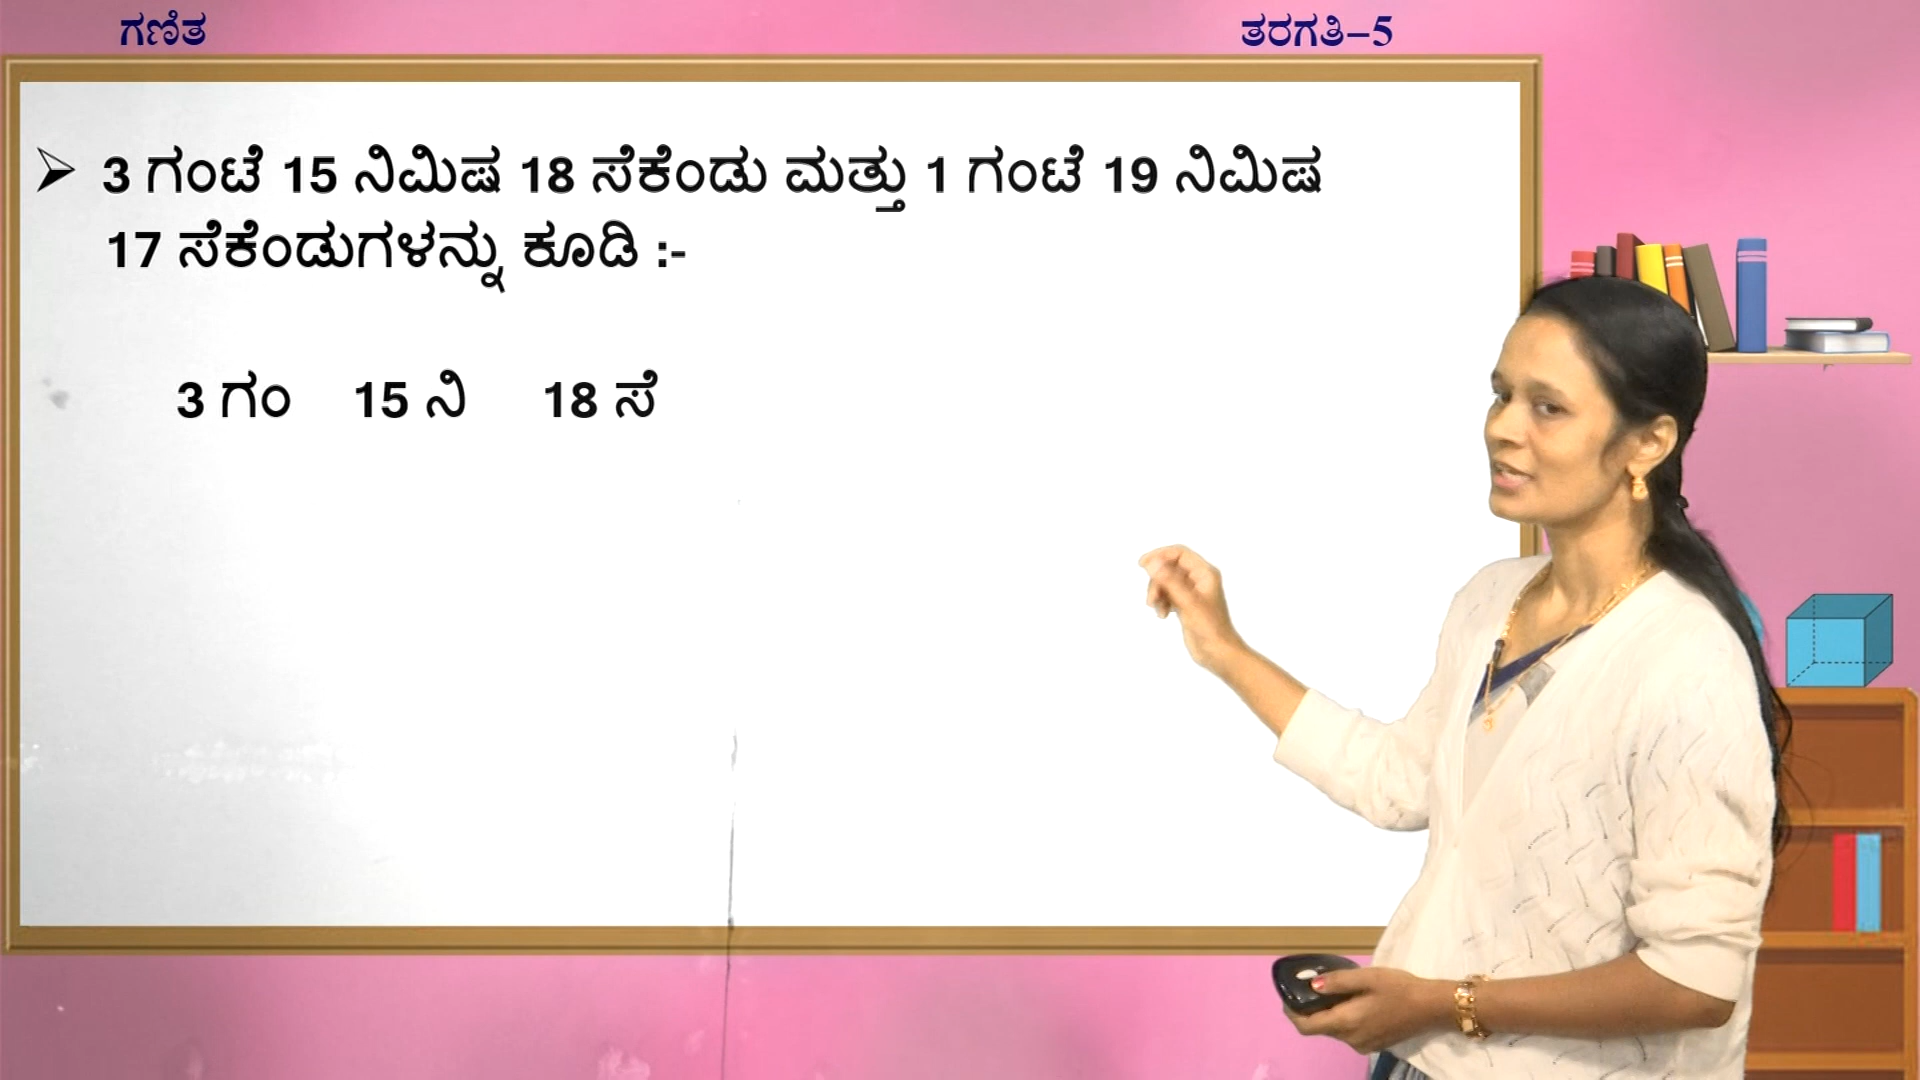 ಗಣಿತ
ತರಗತಿ–5
➢ 3 ಗಂಟೆ 15 ನಿಮಿಷ 18 ಸೆಕೆಂಡು ಮತ್ತು 1 ಗಂಟೆ 19 ನಿಮಿಷ
17 ಸೆಕೆಂಡುಗಳನ್ನು ಕೂಡಿ :-
3 ಗಂ 15 ನಿ 18 ಸೆ